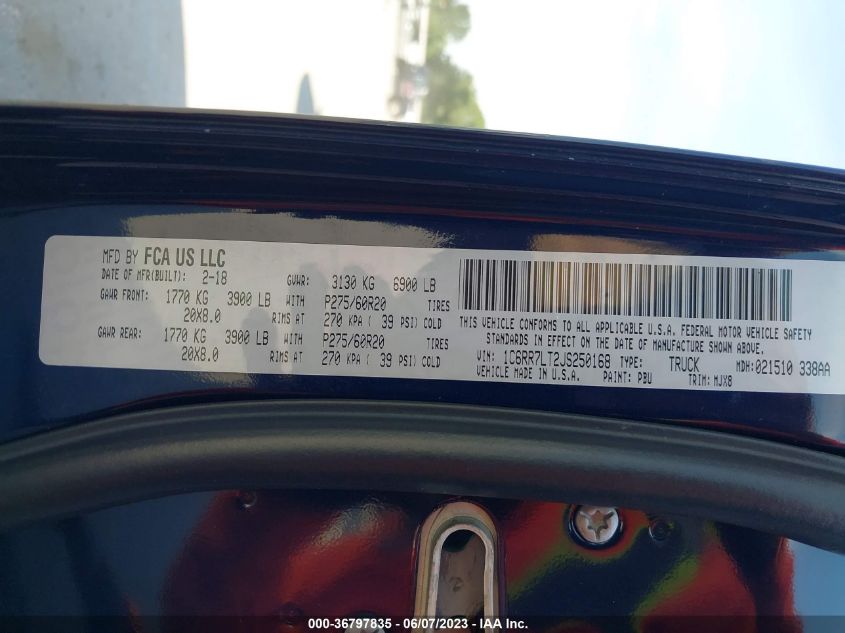 MFD BY FCA US LLC
DATE OF MFR(BUILT): 2-18 GVWR: 3130 KG 6900 LB
GAWR FRONT: 1770 KG 3900 LB WITH P275/60R20 TIRES
20X8.0 RIMS AT 270 KPA ( 39 PSI) COLD
GAWR REAR: 1770 KG 3900 LB WITH P275/60R20 TIRES
20X8.0 RIMS AT 270 KPA ( 39 PSI) COLD
THIS VEHICLE CONFORMS TO ALL APPLICABLE U.S.A. FEDERAL MOTOR VEHICLE SAFETY
STANDARDS IN EFFECT ON THE DATE OF MANUFACTURE SHOWN ABOVE.
VIN: 1C6RR7LT2JS250168 TYPE: TRUCK MDH:021510 338AA
VEHICLE MADE IN U.S.A. PAINT: PBU TRIM: MJX8
000-36797835 - 06/07/2023 - IAA Inc.